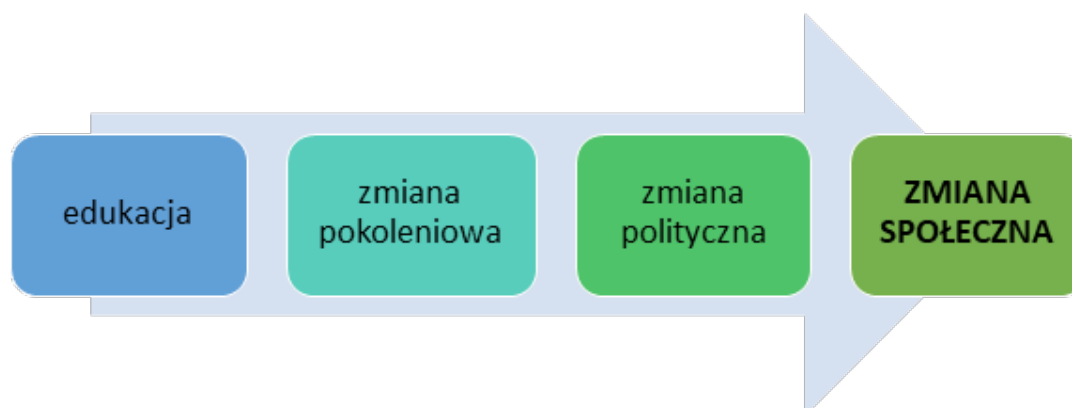 edukacja
zmiana
pokoleniowa
zmiana
polityczna
ZMIANA
SPOŁECZNA